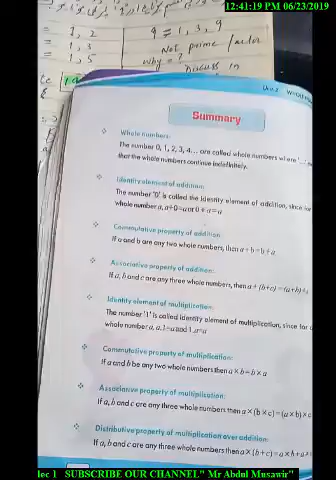 12:41:19 PM 06/23/2019
= 1, 2
= 1, 3
= 1, 5
9 = 1, 3, 9
Not prime factor
why = ?
Discuss in
Summary
Whole numbers:
The number 0, 1, 2, 3, 4... are called whole numbers where '...
that the whole numbers continue indefinitely.
Identity element of addition:
The number '0' is called the identity element of addition, since for
whole number a, a+0=a or 0 + a=a
Commutative property of addition:
If a and b are any two whole numbers, then a+b=b+a
Associative property of addition:
If a, b and c are any three whole numbers, then a + (b+c)=(a+b)+
Identity element of multiplication:
The number '1' is called identity element of multiplication, since for
whole number a, a.1=a and 1.a=a
Commutative property of multiplication:
If a and b be any two whole numbers then a × b = b × a
Associative property of multiplication:
If a, b and c are any three whole numbers then a × (b × c) = (a × b) × c
Distributive property of multiplication over addition:
If a, b and c are any three whole numbers then a × (b + c) = a × b + a ×
lec 1 SUBSCRIBE OUR CHANNEL" Mr Abdul Musawir"